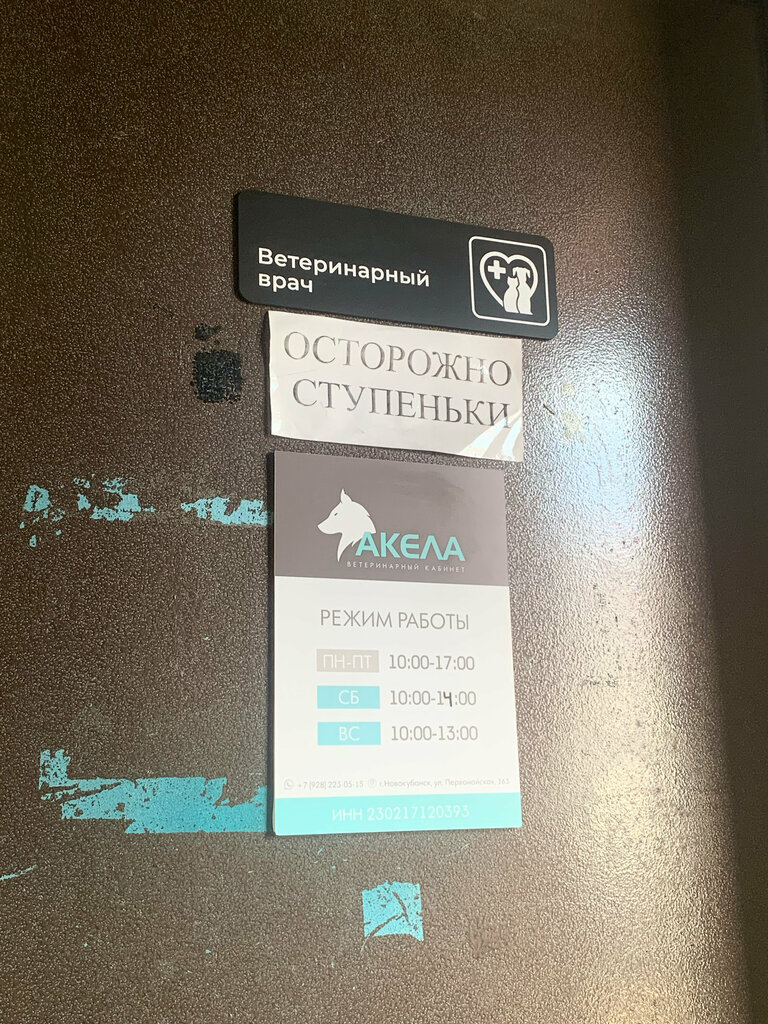 Ветеринарный
врач
ОСТОРОЖНО
СТУПЕНЬКИ
АКЕЛА
ВЕТЕРИНАРНЫЙ КАБИНЕТ
РЕЖИМ РАБОТЫ
ПН-ПТ 10:00-17:00
СБ 10:00-14:00
ВС 10:00-13:00
+7 (928) 223-05-15 г.Новокубанск, ул. Первомайская, 163
ИНН 230217120393